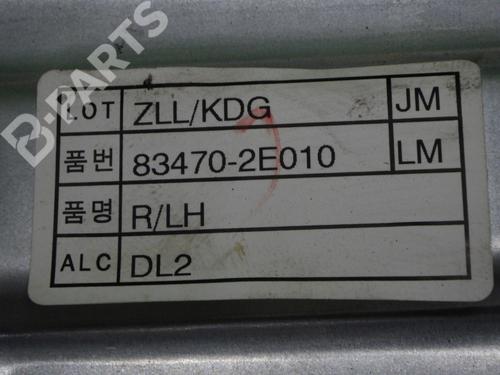 B-PARTS
LOT ZLL/KDG JM
품번 83470-2E010 LM
품명 R/LH
ALC DL2